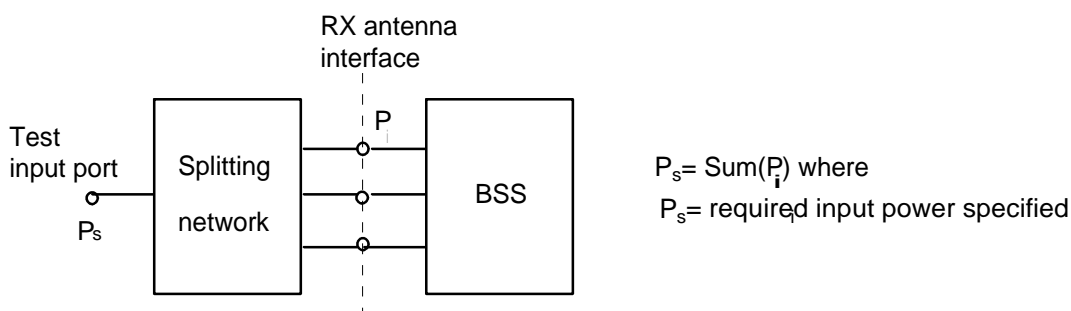 RX antenna
interface
Test
input port
Ps
Splitting
network
Pi
BSS
Ps= Sum(Pi) where
Ps= required input power specified